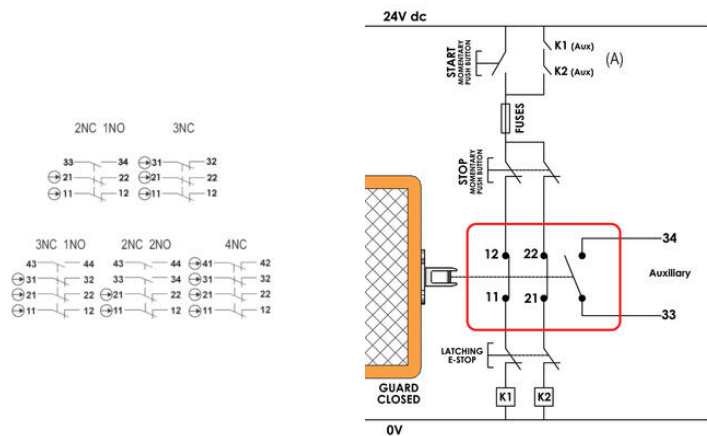 2NC 1NO 3NC
33 34 31 32
21 22 21 22
11 12 11 12
3NC 1NO 2NC 2NO 4NC
43 44 43 44 41 42
31 32 33 34 31 32
21 22 21 22 21 22
11 12 11 12 11 12
24V dc
START
MOMENTARY
PUSH BUTTON
K1 (Aux)
K2 (Aux)
(A)
FUSES
STOP
MOMENTARY
PUSH BUTTON
12 22 34
Auxiliary
11 21 33
LATCHING
E-STOP
GUARD
CLOSED
K1 K2
0V